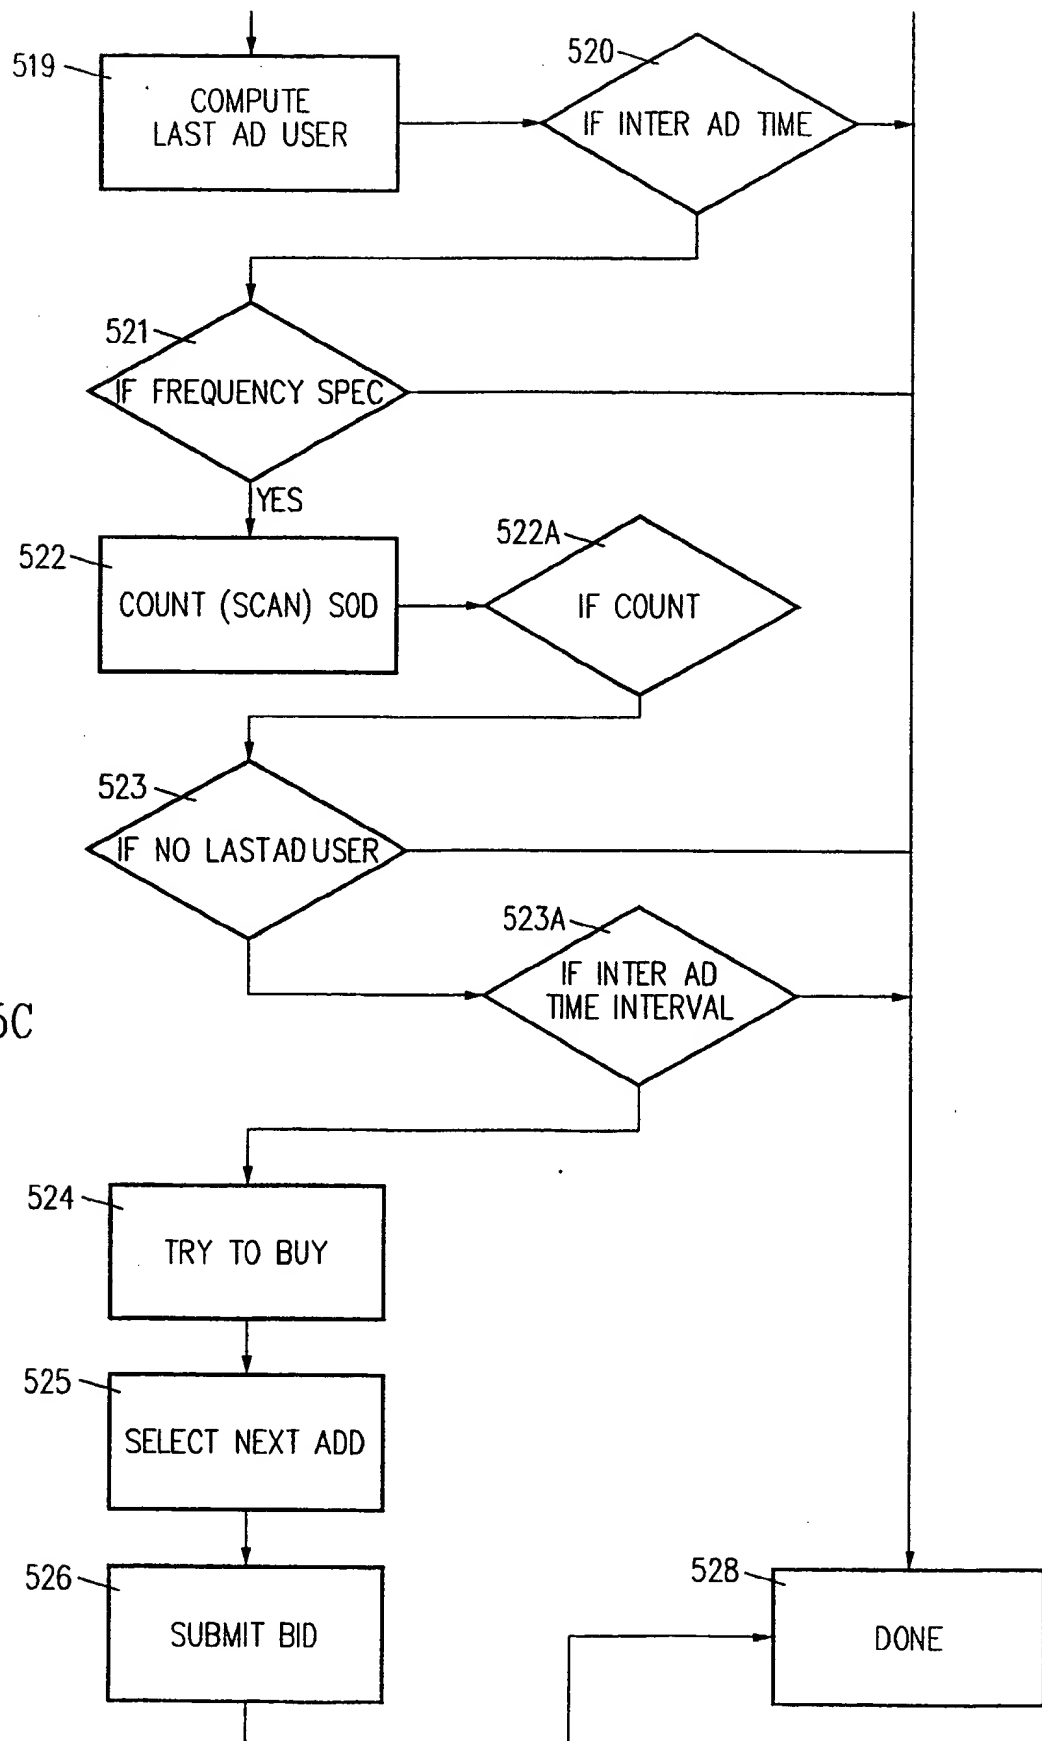 519
COMPUTE
LAST AD USER
520
IF INTER AD TIME
521
IF FREQUENCY SPEC
YES
522
COUNT (SCAN) SOD
522A
IF COUNT
523
IF NO LAST AD USER
523A
IF INTER AD
TIME INTERVAL
524
TRY TO BUY
525
SELECT NEXT ADD
526
SUBMIT BID
528
DONE